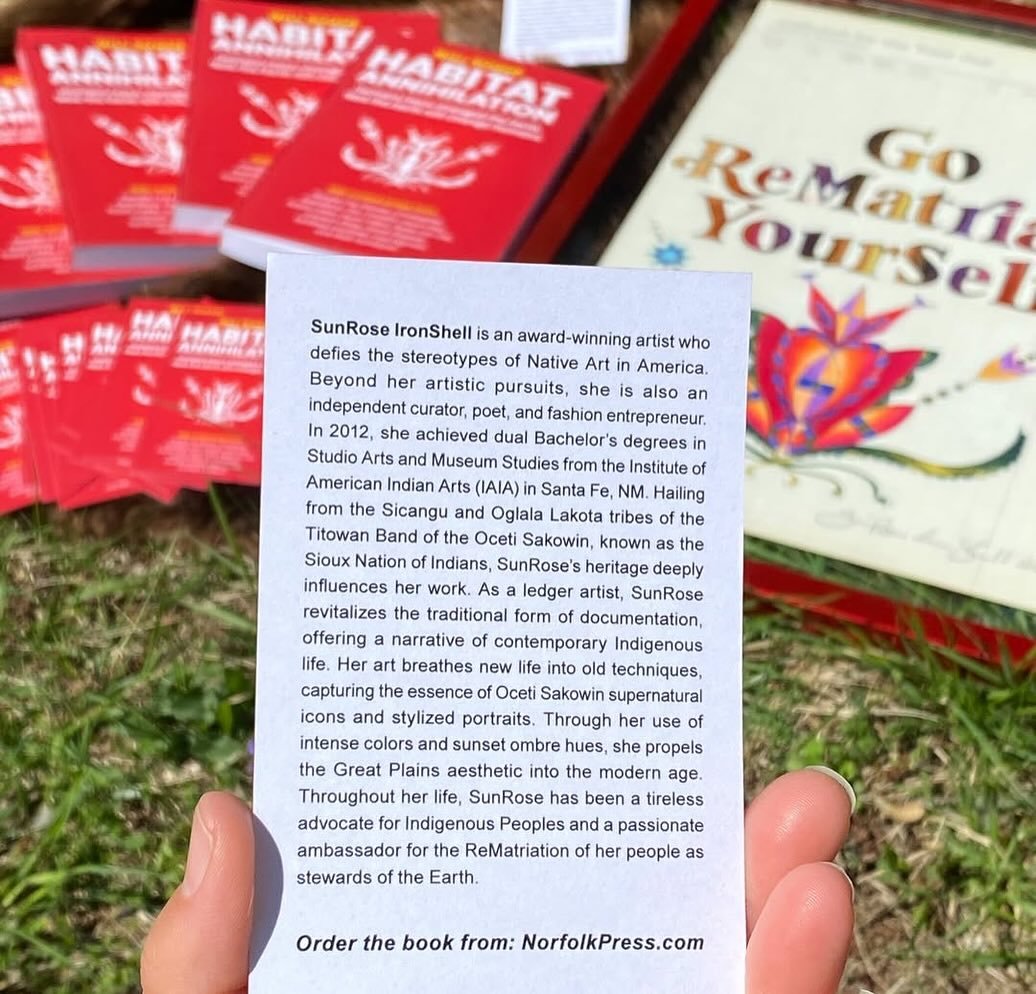 HABITAT
ANNIHILATION
HABIT
ANNIHILA
HABITA
ANNIHILA
Go
ReMatria
YourSel
HABITAT
ANNIHILATION
HA
AN
SunRose IronShell is an award-winning artist who
defies the stereotypes of Native Art in America.
Beyond her artistic pursuits, she is also an
independent curator, poet, and fashion entrepreneur.
In 2012, she achieved dual Bachelor's degrees in
Studio Arts and Museum Studies from the Institute of
American Indian Arts (IAIA) in Santa Fe, NM. Hailing
from the Sicangu and Oglala Lakota tribes of the
Titowan Band of the Oceti Sakowin, known as the
Sioux Nation of Indians, SunRose's heritage deeply
influences her work. As a ledger artist, SunRose
revitalizes the traditional form of documentation,
offering a narrative of contemporary Indigenous
life. Her art breathes new life into old techniques,
capturing the essence of Oceti Sakowin supernatural
icons and stylized portraits. Through her use of
intense colors and sunset ombre hues, she propels
the Great Plains aesthetic into the modern age.
Throughout her life, SunRose has been a tireless
advocate for Indigenous Peoples and a passionate
ambassador for the ReMatriation of her people as
stewards of the Earth.
Order the book from: NorfolkPress.com